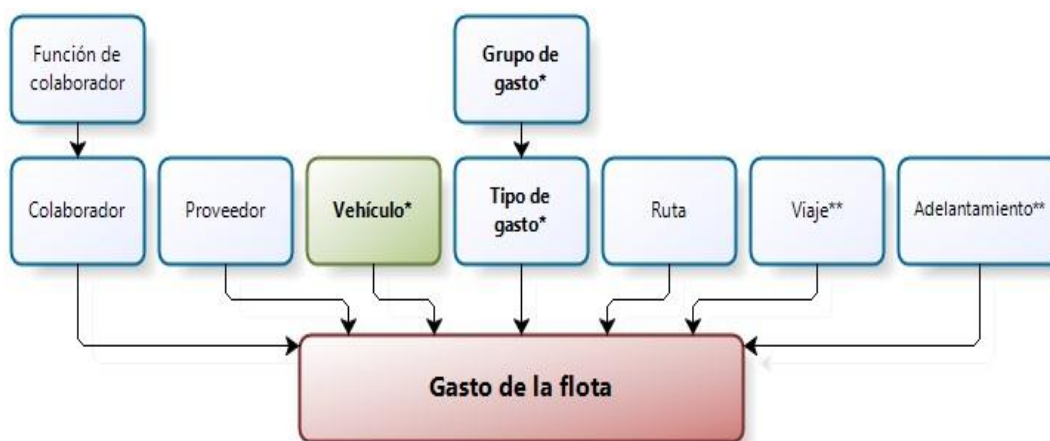 Función de
colaborador
Grupo de
gasto*
Colaborador
Proveedor
Vehículo*
Tipo de
gasto*
Ruta
Viaje**
Adelantamiento**
Gasto de la flota